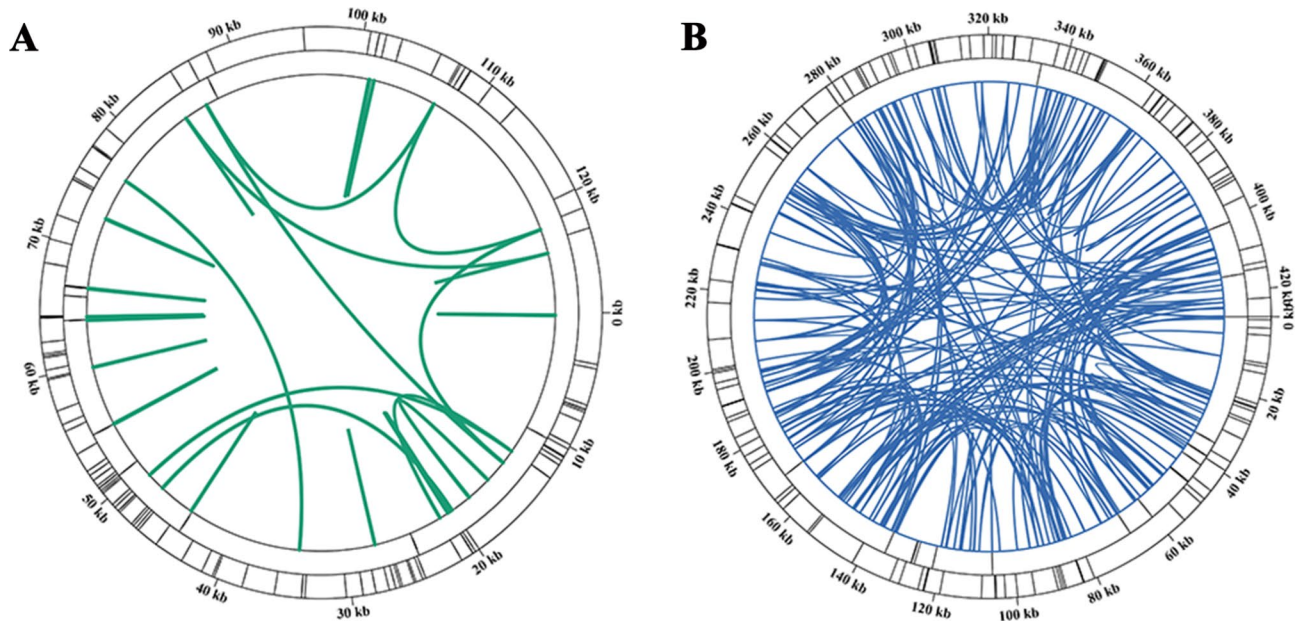 A
0 kb
10 kb
20 kb
30 kb
40 kb
50 kb
60 kb
70 kb
80 kb
90 kb
100 kb
110 kb
120 kb
B
0 kb
20 kb
40 kb
60 kb
80 kb
100 kb
120 kb
140 kb
160 kb
180 kb
200 kb
220 kb
240 kb
260 kb
280 kb
300 kb
320 kb
340 kb
360 kb
380 kb
400 kb
420 kb